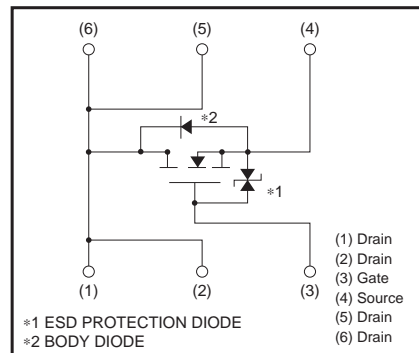 (6) (5) (4)
∗2
∗1
(1) Drain
(2) Drain
(3) Gate
(4) Source
(5) Drain
(6) Drain
(1) (2) (3)
∗1 ESD PROTECTION DIODE
∗2 BODY DIODE